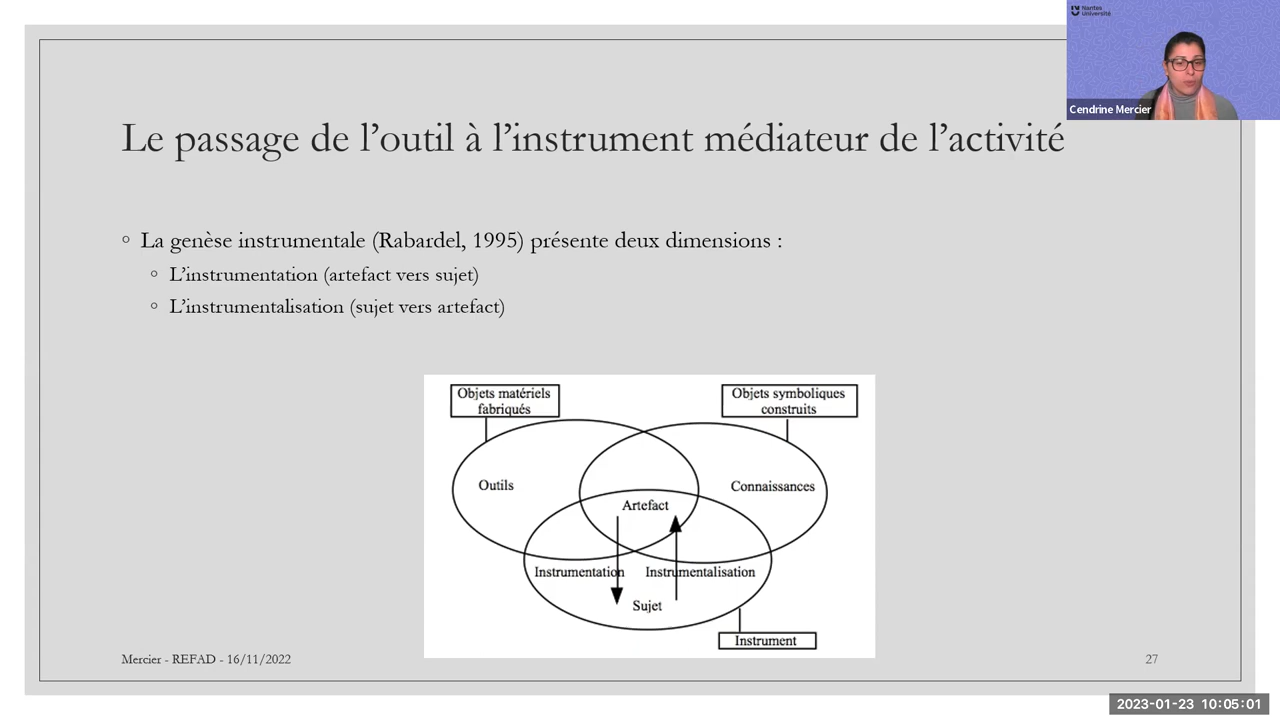 Nantes
Université
Cendrine Mercier
Le passage de l’outil à l’instrument médiateur de l’activité
◦ La genèse instrumentale (Rabardel, 1995) présente deux dimensions :
◦ L’instrumentation (artefact vers sujet)
◦ L’instrumentalisation (sujet vers artefact)
Objets matériels
fabriqués
Objets symboliques
construits
Outils
Connaissances
Artefact
Instrumentation
Instrumentalisation
Sujet
Instrument
Mercier - REFAD - 16/11/2022
27
2023-01-23 10:05:01